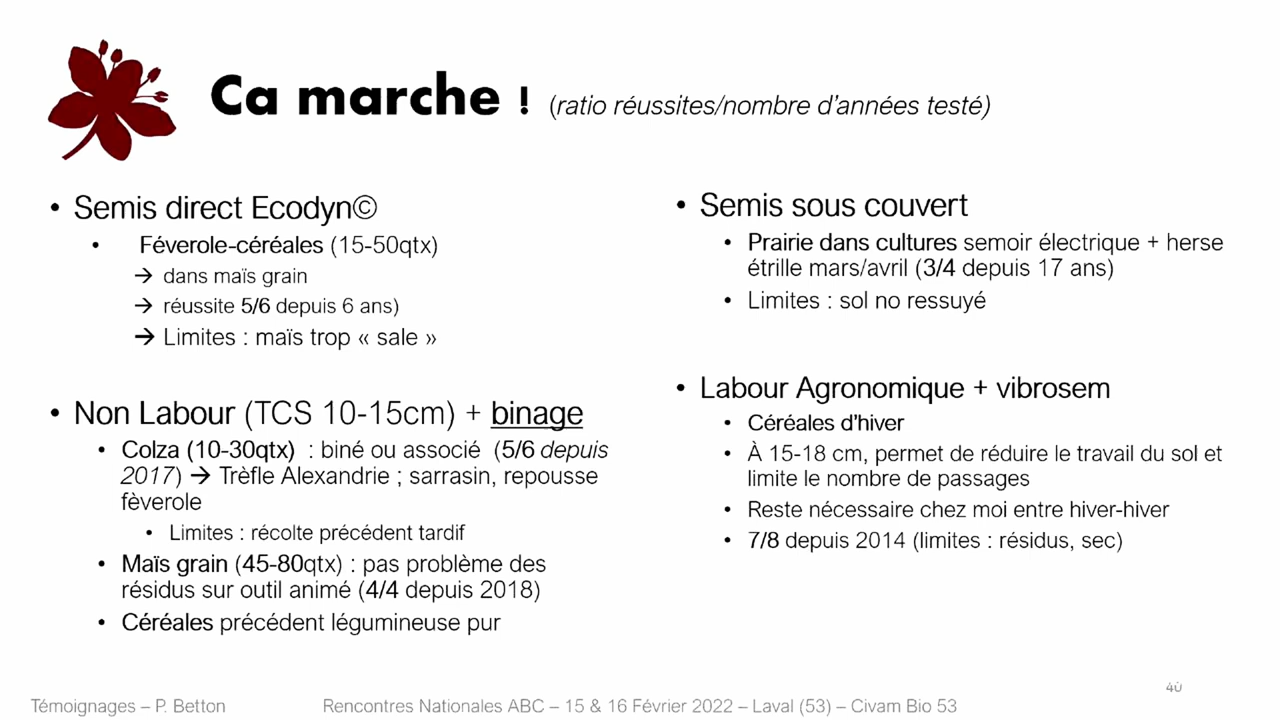 Ca marche ! (ratio réussites/nombre d'années testé)
• Semis direct Ecodyn©
• Féverole-céréales (15-50qtx)
→ dans maïs grain
→ réussite 5/6 depuis 6 ans)
→ Limites : maïs trop « sale »
• Non Labour (TCS 10-15cm) + binage
• Colza (10-30qtx) : biné ou associé (5/6 depuis
2017) → Trèfle Alexandrie ; sarrasin, repousse
fèverole
• Limites : récolte précédent tardif
• Maïs grain (45-80qtx) : pas problème des
résidus sur outil animé (4/4 depuis 2018)
• Céréales précédent légumineuse pur
• Semis sous couvert
• Prairie dans cultures semoir électrique + herse
étrille mars/avril (3/4 depuis 17 ans)
• Limites : sol no ressuyé
• Labour Agronomique + vibrosem
• Céréales d'hiver
• À 15-18 cm, permet de réduire le travail du sol et
limite le nombre de passages
• Reste nécessaire chez moi entre hiver-hiver
• 7/8 depuis 2014 (limites : résidus, sec)
40
Témoignages – P. Betton
Rencontres Nationales ABC – 15 & 16 Février 2022 – Laval (53) – Civam Bio 53